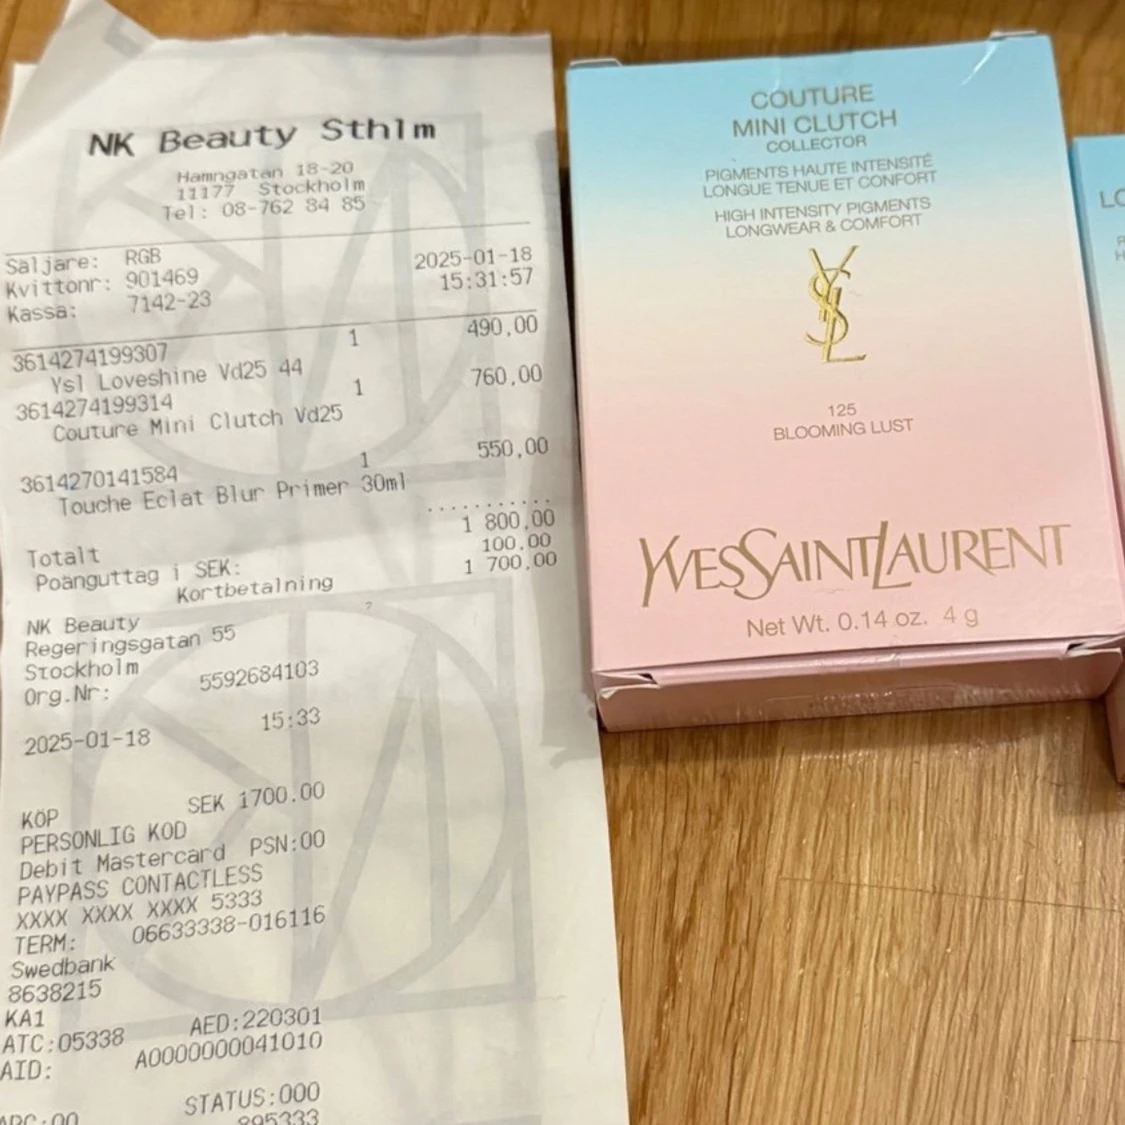 NK Beauty Sthlm
Hamngatan 18-20
11177 Stockholm
Tel: 08-762 84 85
Säljare: RGB 2025-01-18
Kvittonr: 901469 15:31:57
Kassa: 7142-23
3614274199307 1 490,00
Ysl Loveshine Vd25 44
3614274199314 1 760,00
Couture Mini Clutch Vd25
3614270141584 1 550,00
Touche Eclat Blur Primer 30ml
..........
Totalt 1 800,00
Poänguttag i SEK: 100,00
Kortbetalning 1 700,00
NK Beauty
Regeringsgatan 55
Stockholm
Org.Nr: 5592684103
2025-01-18 15:33
KÖP SEK 1700.00
PERSONLIG KOD
Debit Mastercard PSN:00
PAYPASS CONTACTLESS
XXXX XXXX XXXX 5333
TERM: 06633338-016116
Swedbank
8638215
KA1 AED:220301
ATC:05338 A0000000041010
AID:
STATUS:000
ARC:00 895333
COUTURE
MINI CLUTCH
COLLECTOR
PIGMENTS HAUTE INTENSITÉ
LONGUE TENUE ET CONFORT
HIGH INTENSITY PIGMENTS
LONGWEAR & COMFORT
YSL
125
BLOOMING LUST
YVESSAINTLAURENT
Net Wt. 0.14 oz. 4 g
LO